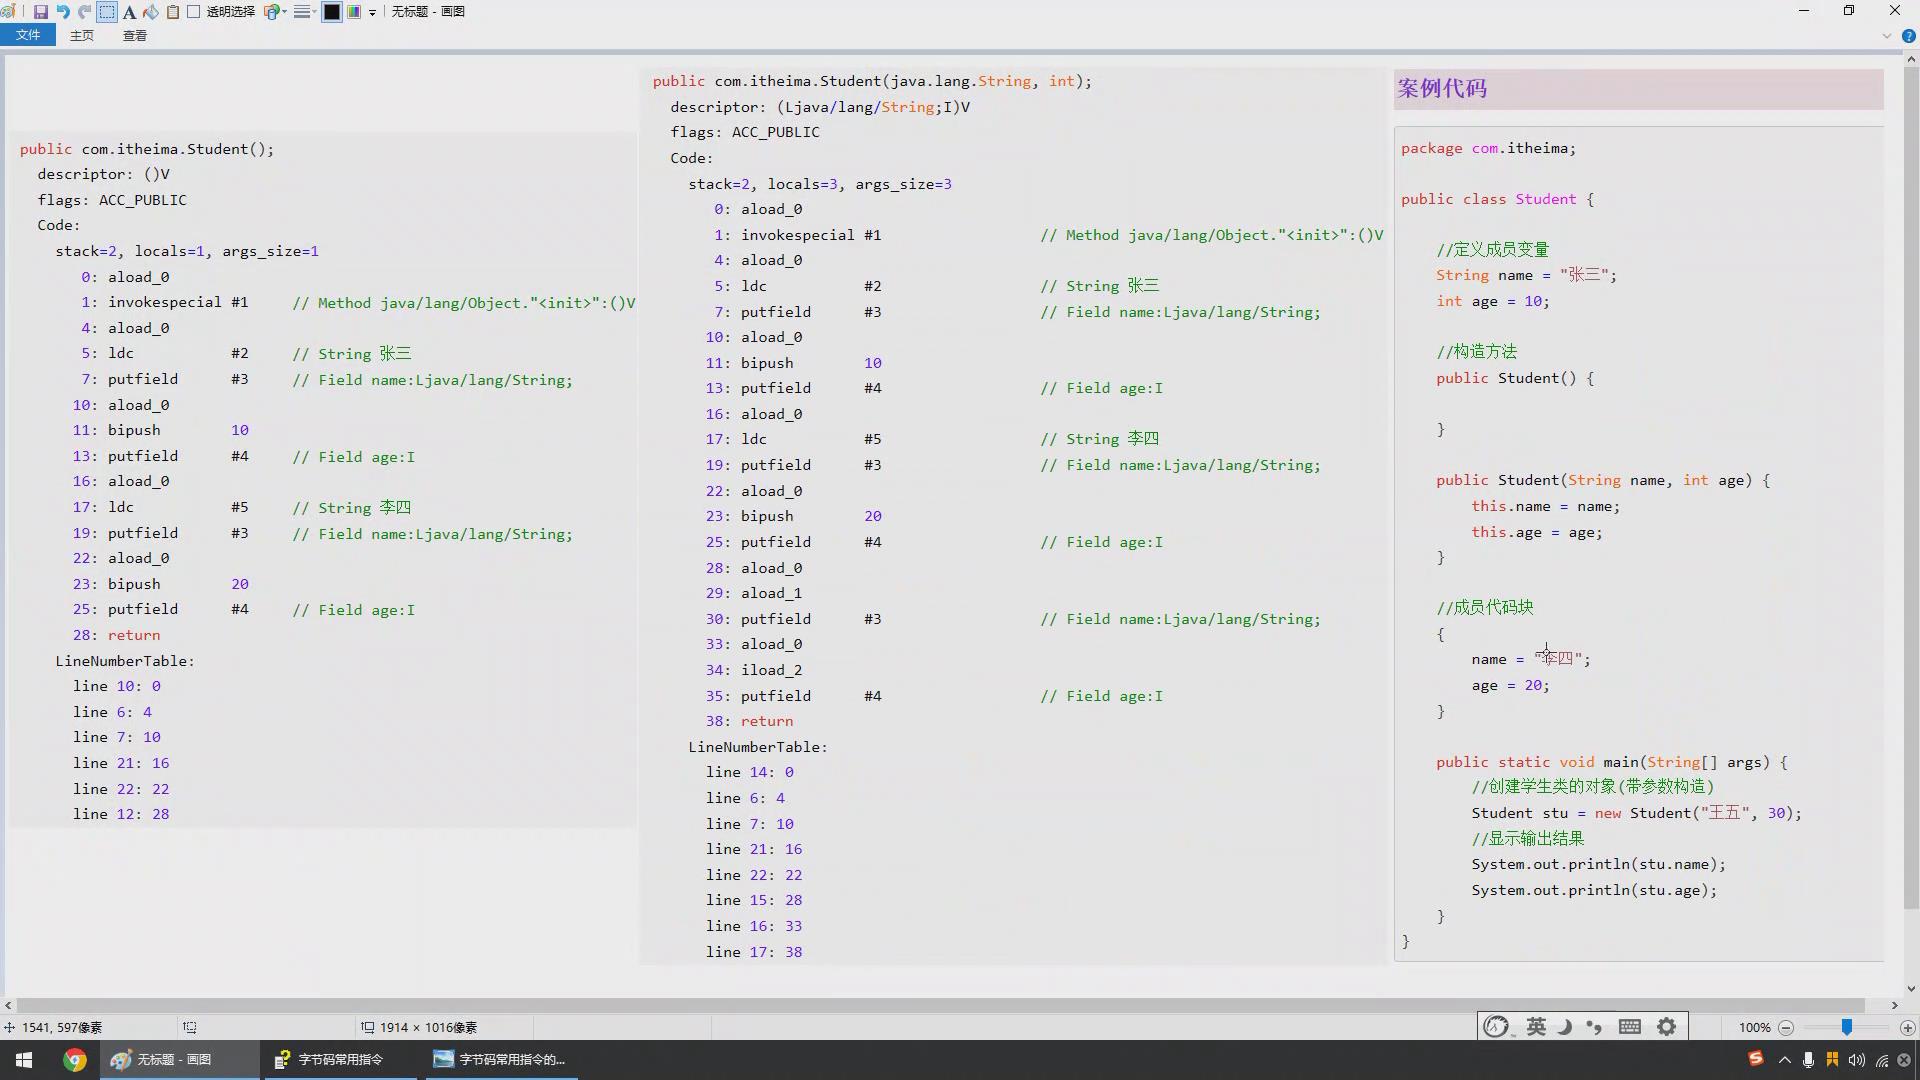 透明选择
无标题 - 画图
文件 主页 查看
public com.itheima.Student();
descriptor: ()V
flags: ACC_PUBLIC
Code:
stack=2, locals=1, args_size=1
0: aload_0
1: invokespecial #1 // Method java/lang/Object."<init>":()V
4: aload_0
5: ldc #2 // String 张三
7: putfield #3 // Field name:Ljava/lang/String;
10: aload_0
11: bipush 10
13: putfield #4 // Field age:I
16: aload_0
17: ldc #5 // String 李四
19: putfield #3 // Field name:Ljava/lang/String;
22: aload_0
23: bipush 20
25: putfield #4 // Field age:I
28: return
LineNumberTable:
line 10: 0
line 6: 4
line 7: 10
line 21: 16
line 22: 22
line 12: 28
public com.itheima.Student(java.lang.String, int);
descriptor: (Ljava/lang/String;I)V
flags: ACC_PUBLIC
Code:
stack=2, locals=3, args_size=3
0: aload_0
1: invokespecial #1 // Method java/lang/Object."<init>":()V
4: aload_0
5: ldc #2 // String 张三
7: putfield #3 // Field name:Ljava/lang/String;
10: aload_0
11: bipush 10
13: putfield #4 // Field age:I
16: aload_0
17: ldc #5 // String 李四
19: putfield #3 // Field name:Ljava/lang/String;
22: aload_0
23: bipush 20
25: putfield #4 // Field age:I
28: aload_0
29: aload_1
30: putfield #3 // Field name:Ljava/lang/String;
33: aload_0
34: iload_2
35: putfield #4 // Field age:I
38: return
LineNumberTable:
line 14: 0
line 6: 4
line 7: 10
line 21: 16
line 22: 22
line 15: 28
line 16: 33
line 17: 38
案例代码
package com.itheima;
public class Student {
//定义成员变量
String name = "张三";
int age = 10;
//构造方法
public Student() {
}
public Student(String name, int age) {
this.name = name;
this.age = age;
}
//成员代码块
{
name = "李四";
age = 20;
}
public static void main(String[] args) {
//创建学生类的对象(带参数构造)
Student stu = new Student("王五", 30);
//显示输出结果
System.out.println(stu.name);
System.out.println(stu.age);
}
}
1541, 597像素
1914 × 1016像素
英
100%
无标题 - 画图
字节码常用指令
字节码常用指令的...